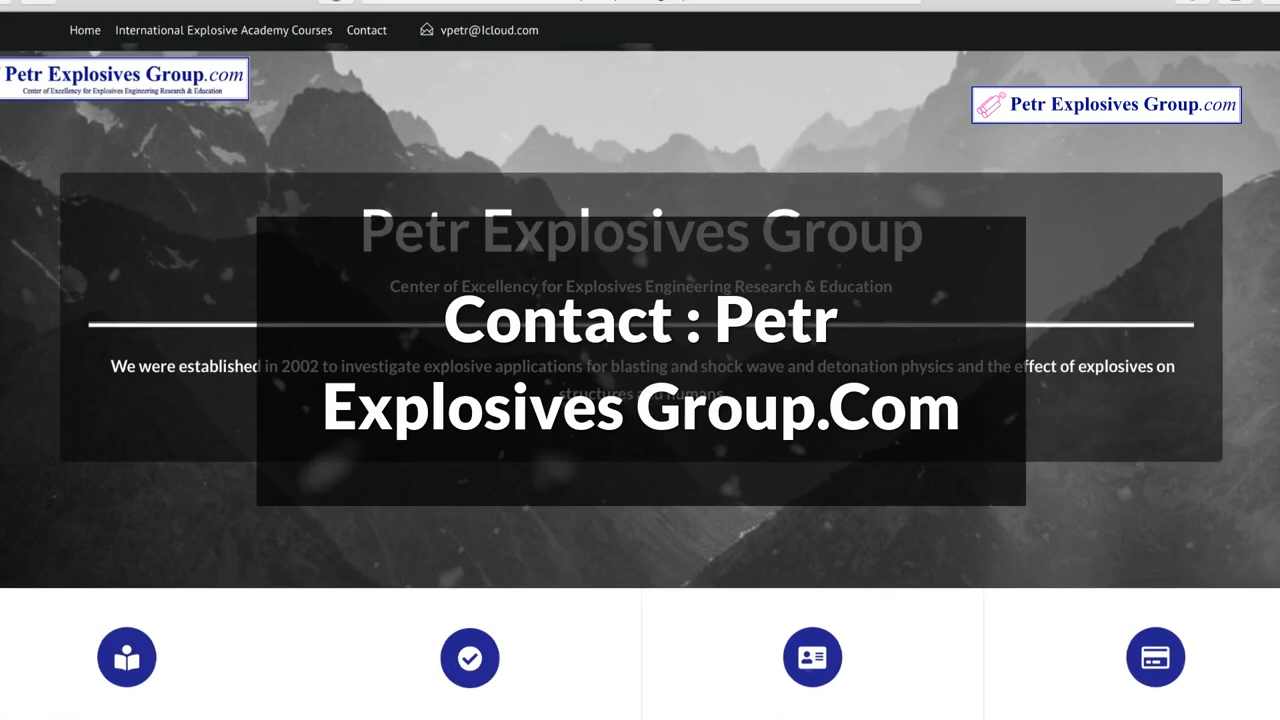 Home International Explosive Academy Courses Contact vpetr@Icloud.com
Petr Explosives Group.com
Center of Excellency for Explosives Engineering Research & Education
Petr Explosives Group.com
Petr Explosives Group
Center of Excellency for Explosives Engineering Research & Education
Contact : Petr
We were established in 2002 to investigate explosive applications for blasting and shock wave and detonation physics and the effect of explosives on
structures and humans
Explosives Group.Com